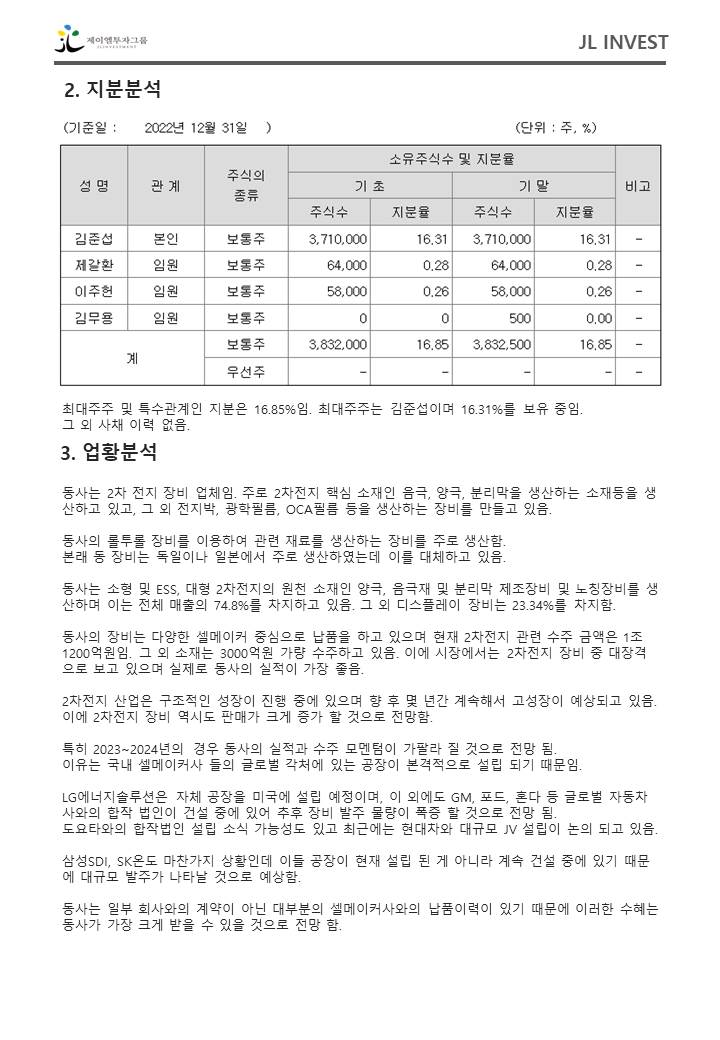 제이엘투자그룹
JLINVESTMENT
JL INVEST
2. 지분분석
(기준일 : 2022년 12월 31일 ) (단위 : 주, %)
성 명 관 계 주식의 종류 소유주식수 및 지분율 비고
기 초 기 말
주식수 지분율 주식수 지분율
김준섭 본인 보통주 3,710,000 16.31 3,710,000 16.31 -
제갈환 임원 보통주 64,000 0.28 64,000 0.28 -
이주헌 임원 보통주 58,000 0.26 58,000 0.26 -
김무용 임원 보통주 0 0 500 0.00 -
계 보통주 3,832,000 16.85 3,832,500 16.85 -
우선주 - - - - -
최대주주 및 특수관계인 지분은 16.85%임. 최대주주는 김준섭이며 16.31%를 보유 중임.
그 외 사채 이력 없음.
3. 업황분석
동사는 2차 전지 장비 업체임. 주로 2차전지 핵심 소재인 음극, 양극, 분리막을 생산하는 소재등을 생
산하고 있고, 그 외 전지박, 광학필름, OCA필름 등을 생산하는 장비를 만들고 있음.
동사의 롤투롤 장비를 이용하여 관련 재료를 생산하는 장비를 주로 생산함.
본래 동 장비는 독일이나 일본에서 주로 생산하였는데 이를 대체하고 있음.
동사는 소형 및 ESS, 대형 2차전지의 원천 소재인 양극, 음극재 및 분리막 제조장비 및 노칭장비를 생
산하며 이는 전체 매출의 74.8%를 차지하고 있음. 그 외 디스플레이 장비는 23.34%를 차지함.
동사의 장비는 다양한 셀메이커 중심으로 납품을 하고 있으며 현재 2차전지 관련 수주 금액은 1조
1200억원임. 그 외 소재는 3000억원 가량 수주하고 있음. 이에 시장에서는 2차전지 장비 중 대장격
으로 보고 있으며 실제로 동사의 실적이 가장 좋음.
2차전지 산업은 구조적인 성장이 진행 중에 있으며 향 후 몇 년간 계속해서 고성장이 예상되고 있음.
이에 2차전지 장비 역시도 판매가 크게 증가 할 것으로 전망함.
특히 2023~2024년의 경우 동사의 실적과 수주 모멘텀이 가팔라 질 것으로 전망 됨.
이유는 국내 셀메이커사 들의 글로벌 각처에 있는 공장이 본격적으로 설립 되기 때문임.
LG에너지솔루션은 자체 공장을 미국에 설립 예정이며, 이 외에도 GM, 포드, 혼다 등 글로벌 자동차
사와의 합작 법인이 건설 중에 있어 추후 장비 발주 물량이 폭증 할 것으로 전망 됨.
도요타와의 합작법인 설립 소식 가능성도 있고 최근에는 현대차와 대규모 JV 설립이 논의 되고 있음.
삼성SDI, SK온도 마찬가지 상황인데 이들 공장이 현재 설립 된 게 아니라 계속 건설 중에 있기 때문
에 대규모 발주가 나타날 것으로 예상함.
동사는 일부 회사와의 계약이 아닌 대부분의 셀메이커사와의 납품이력이 있기 때문에 이러한 수혜는
동사가 가장 크게 받을 수 있을 것으로 전망 함.